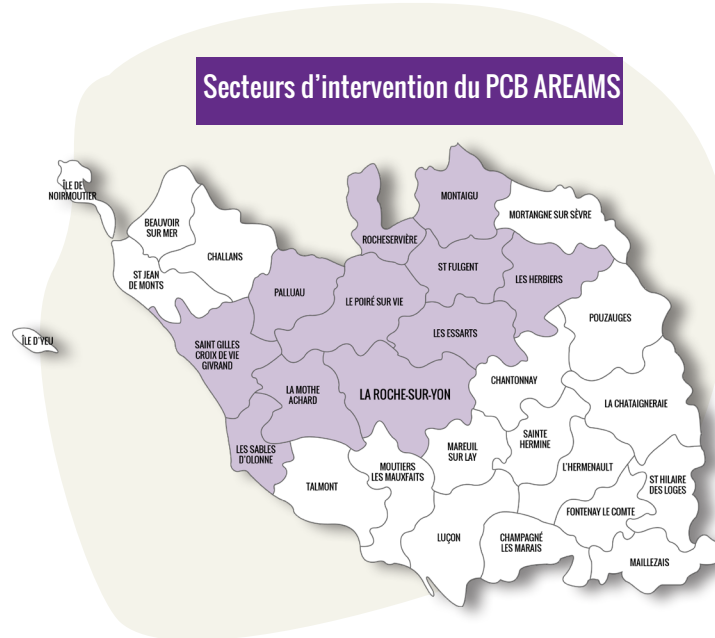 Secteurs d'intervention du PCB AREAMS
ÎLE DE
NOIRMOUTIER
BEAUVOIR
SUR MER
CHALLANS
ST JEAN
DE MONTS
ÎLE D'YEU
MONTAIGU
MORTANGNE SUR SÈVRE
ROCHESERVIÈRE
ST FULGENT
LES HERBIERS
PALLUAU
LE POIRÉ SUR VIE
POUZAUGES
SAINT GILLES
CROIX DE VIE
GIVRAND
LES ESSARTS
LA MOTHE
ACHARD
LA ROCHE-SUR-YON
CHANTONNAY
LA CHATAIGNERAIE
LES SABLES
D'OLONNE
MAREUIL
SUR LAY
SAINTE
HERMINE
TALMONT
MOUTIERS
LES MAUXFAITS
L'HERMENAULT
ST HILAIRE
DES LOGES
FONTENAY LE COMTE
LUÇON
CHAMPAGNÉ
LES MARAIS
MAILLEZAIS